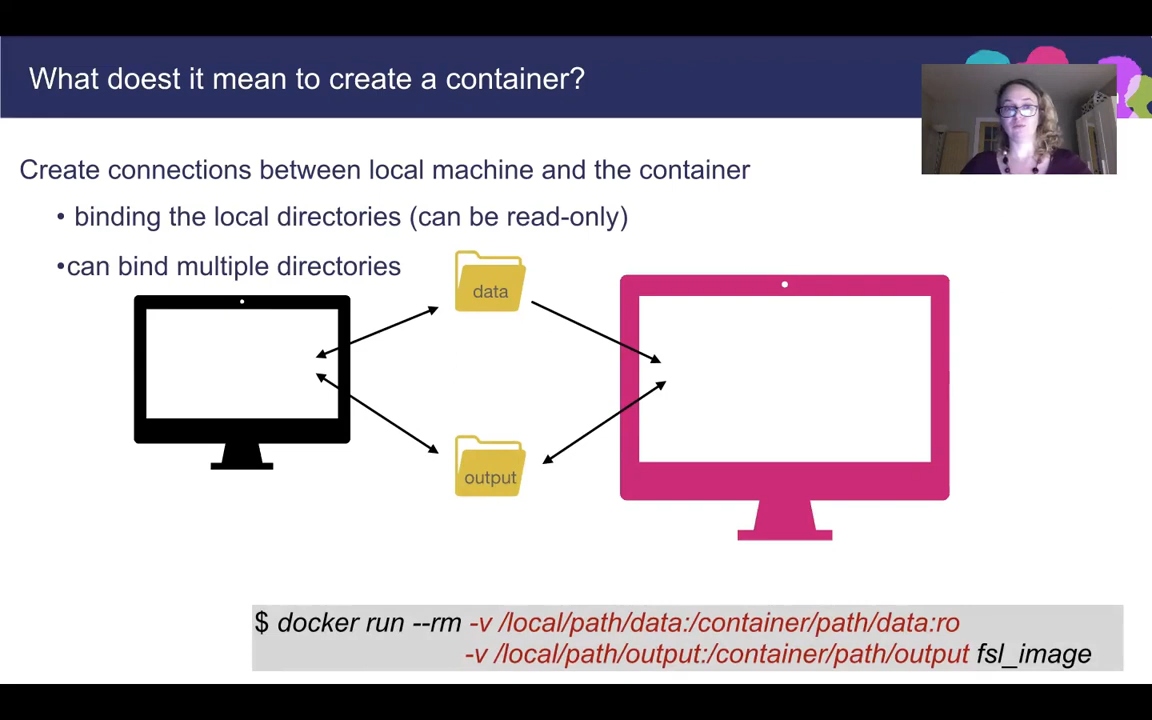 What doest it mean to create a container?
Create connections between local machine and the container
• binding the local directories (can be read-only)
•can bind multiple directories
data
output
$ docker run --rm -v /local/path/data:/container/path/data:ro
-v /local/path/output:/container/path/output fsl_image